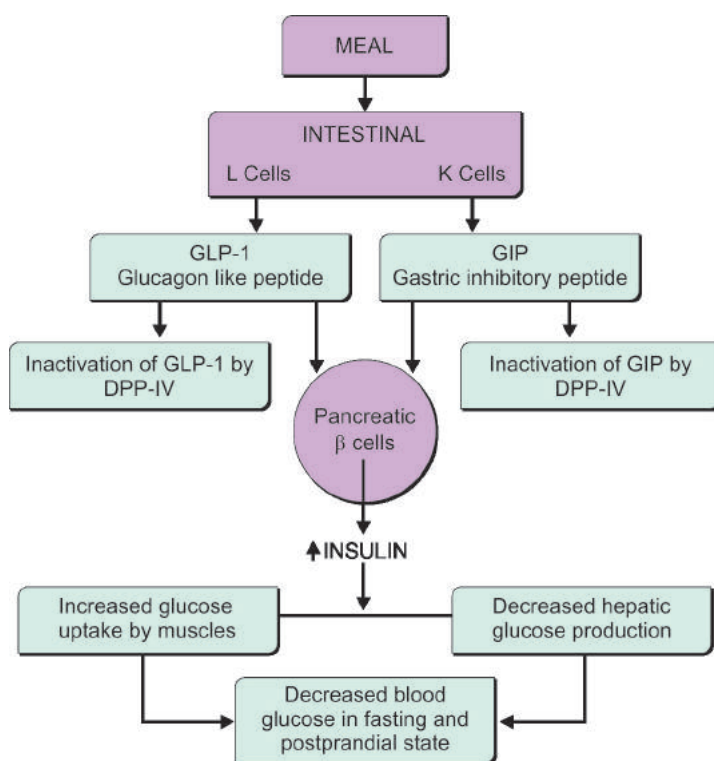 MEAL
INTESTINAL
L Cells K Cells
GLP-1
Glucagon like peptide
GIP
Gastric inhibitory peptide
Inactivation of GLP-1 by
DPP-IV
Inactivation of GIP by
DPP-IV
Pancreatic
β cells
INSULIN
Increased glucose
uptake by muscles
Decreased hepatic
glucose production
Decreased blood
glucose in fasting and
postprandial state